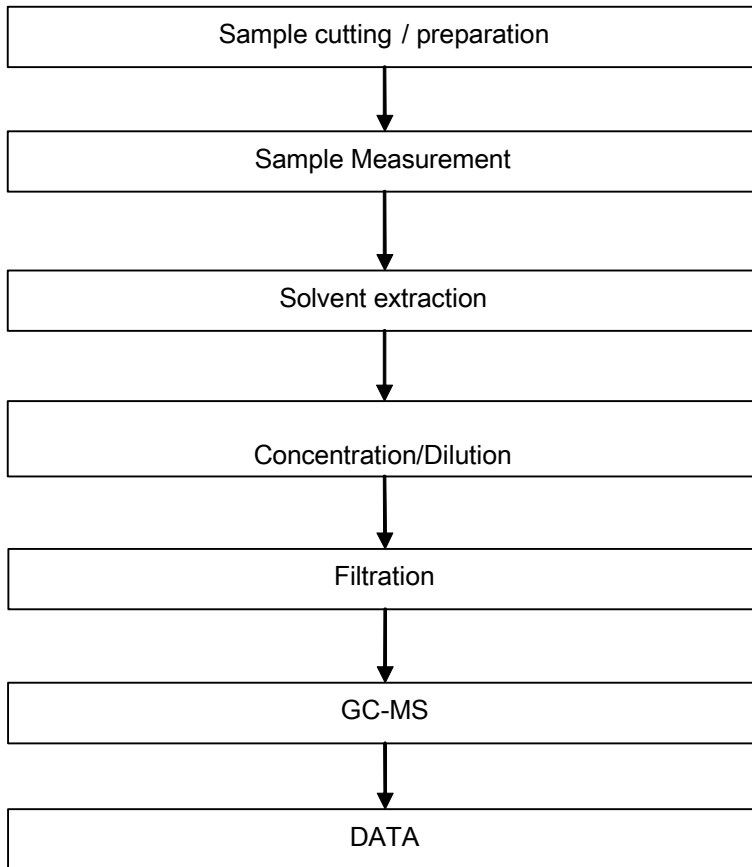 Sample cutting / preparation
Sample Measurement
Solvent extraction
Concentration/Dilution
Filtration
GC-MS
DATA